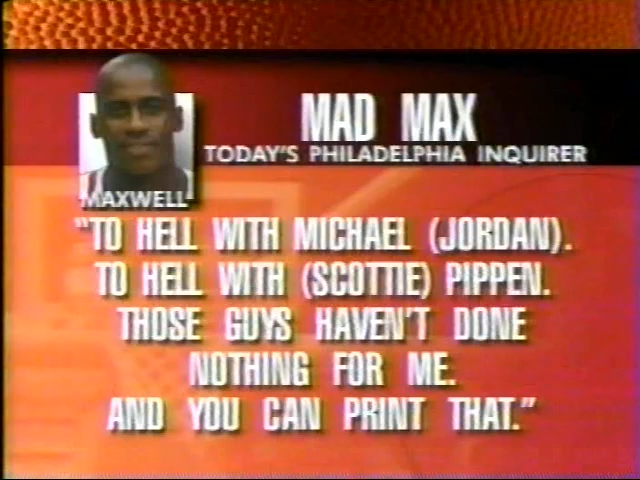 MAD MAX
TODAY'S PHILADELPHIA INQUIRER
MAXWELL
"TO HELL WITH MICHAEL (JORDAN).
TO HELL WITH (SCOTTIE) PIPPEN.
THOSE GUYS HAVEN'T DONE
NOTHING FOR ME.
AND YOU CAN PRINT THAT."